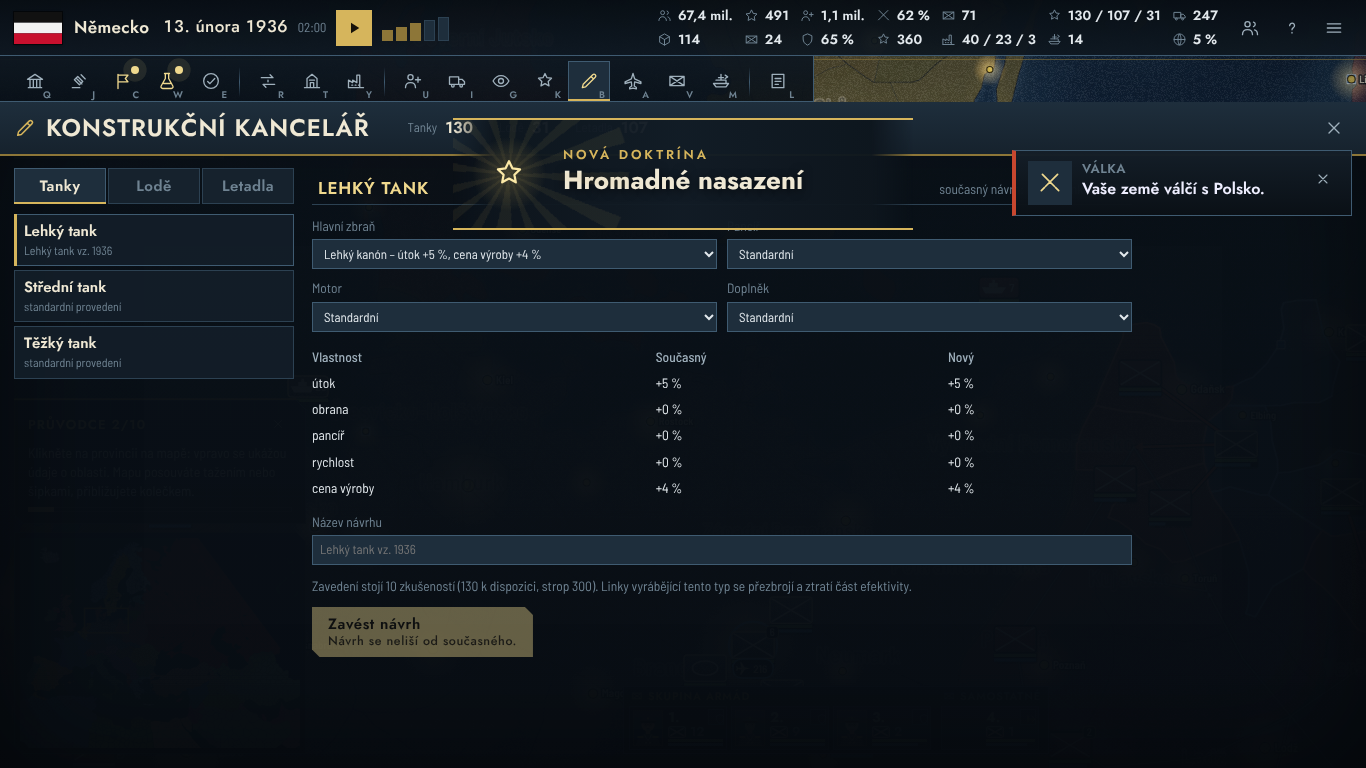 Německo 13. února 1936 02:00
67,4 mil. 491 1,1 mil. 62 % 71 130 / 107 / 31 247
114 24 65 % 360 40 / 23 / 3 14 5 %
?
Q J C W E R T Y U I G K B A V M L
KONSTRUKČNÍ KANCELÁŘ
Tanky 130
NOVÁ DOKTRÍNA
Hromadné nasazení
VÁLKA
Vaše země válčí s Polsko.
Tanky Lodě Letadla
Lehký tank
Lehký tank vz. 1936
Střední tank
standardní provedení
Těžký tank
standardní provedení
PRŮVODCE 2/10
LEHKÝ TANK
současný návr
Hlavní zbraň
Lehký kanón – útok +5 %, cena výroby +4 %
Standardní
Motor Doplněk
Standardní Standardní
Vlastnost Současný Nový
útok +5 % +5 %
obrana +0 % +0 %
pancíř +0 % +0 %
rychlost +0 % +0 %
cena výroby +4 % +4 %
Název návrhu
Lehký tank vz. 1936
Zavedení stojí 10 zkušeností (130 k dispozici, strop 300). Linky vyrábějící tento typ se přezbrojí a ztratí část efektivity.
Zavést návrh
Návrh se neliší od současného.